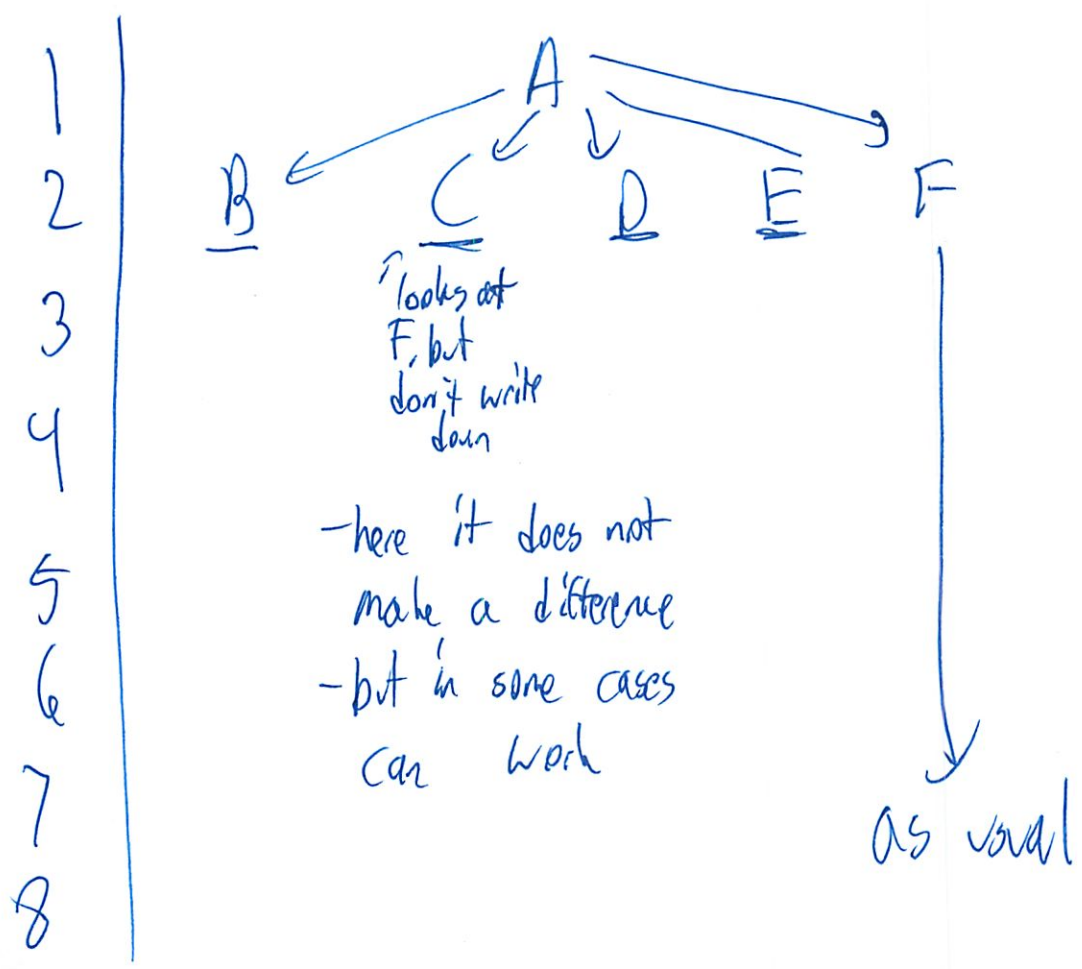 1 A
2 B C D E F
looks at
3 F, but
don't write
4 down
-here it does not
5 make a difference
6 -but in some cases
can work
7 as usual
8